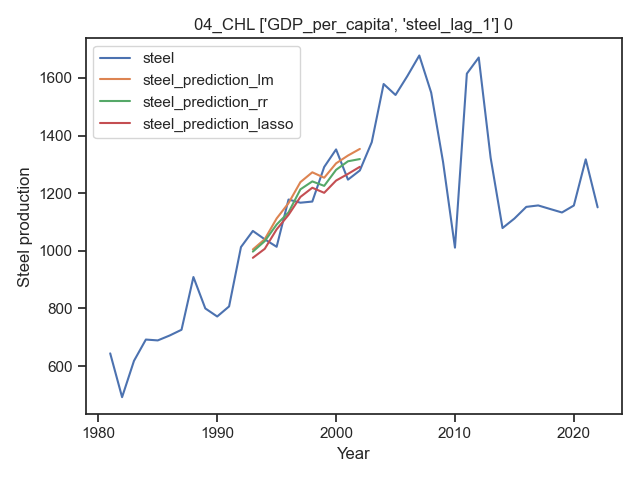 04_CHL ['GDP_per_capita', 'steel_lag_1'] 0
steel
steel_prediction_lm
steel_prediction_rr
steel_prediction_lasso
Steel production
1600
1400
1200
1000
800
600
1980
1990
2000
2010
2020
Year